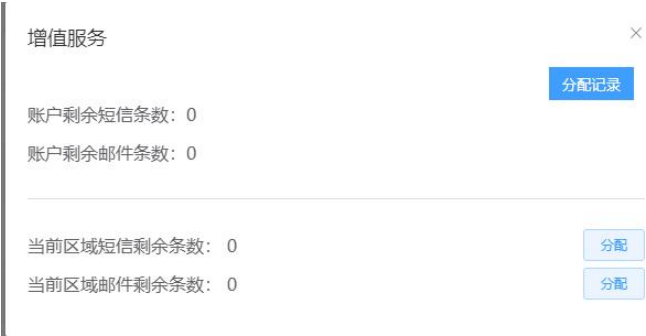 增值服务
分配记录
账户剩余短信条数：0
账户剩余邮件条数：0
当前区域短信剩余条数： 0 分配
当前区域邮件剩余条数： 0 分配